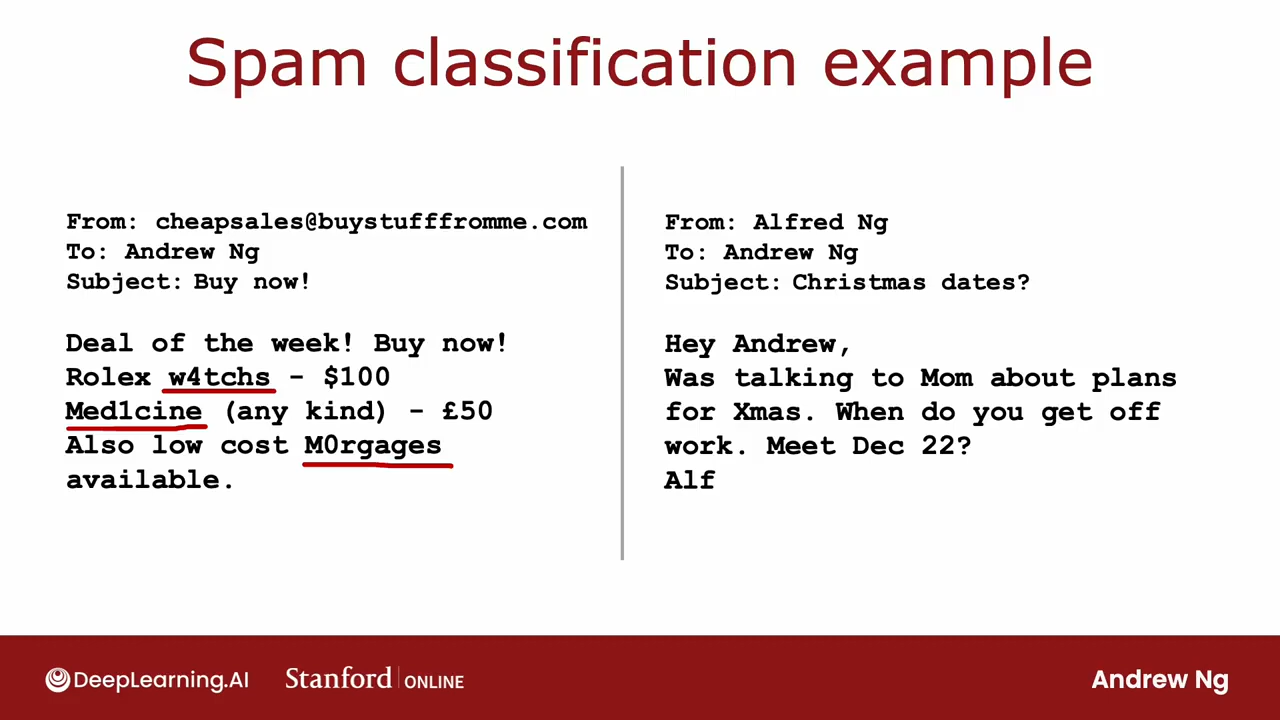 Spam classification example
From: cheapsales@buystufffromme.com
To: Andrew Ng
Subject: Buy now!
Deal of the week! Buy now!
Rolex w4tchs - $100
Med1cine (any kind) - £50
Also low cost M0rgages
available.
From: Alfred Ng
To: Andrew Ng
Subject: Christmas dates?
Hey Andrew,
Was talking to Mom about plans
for Xmas. When do you get off
work. Meet Dec 22?
Alf
DeepLearning.AI
Stanford ONLINE
Andrew Ng